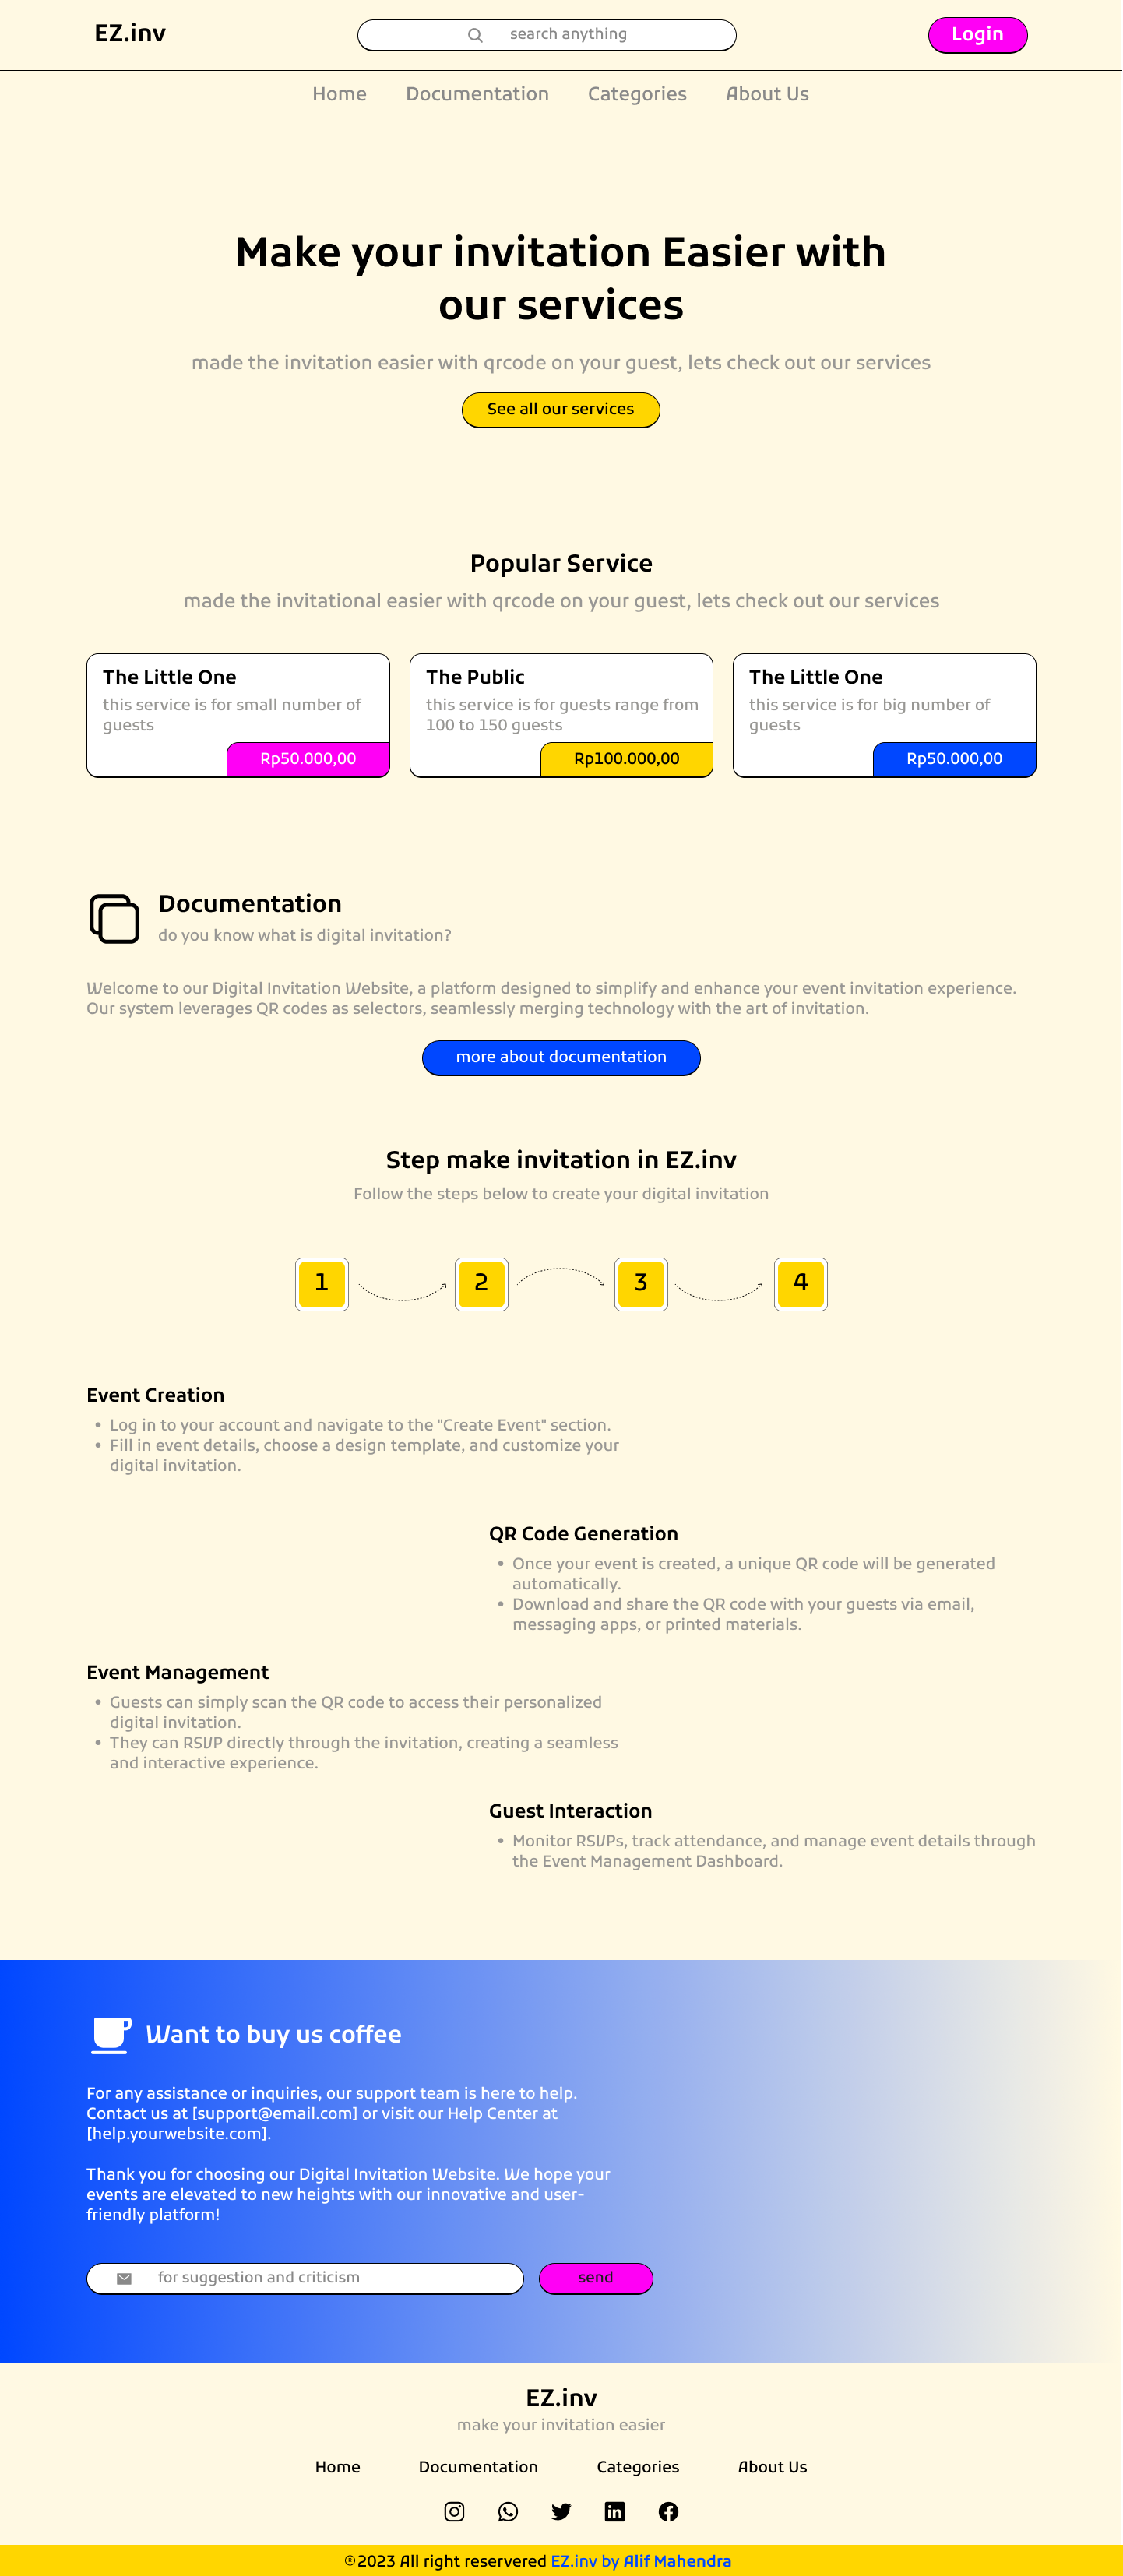 EZ.inv
search anything
Login
Home Documentation Categories About Us
Make your invitation Easier with
our services
made the invitation easier with qrcode on your guest, lets check out our services
See all our services
Popular Service
made the invitational easier with qrcode on your guest, lets check out our services
The Little One
this service is for small number of
guests
Rp50.000,00
The Public
this service is for guests range from
100 to 150 guests
Rp100.000,00
The Little One
this service is for big number of
guests
Rp50.000,00
Documentation
do you know what is digital invitation?
Welcome to our Digital Invitation Website, a platform designed to simplify and enhance your event invitation experience.
Our system leverages QR codes as selectors, seamlessly merging technology with the art of invitation.
more about documentation
Step make invitation in EZ.inv
Follow the steps below to create your digital invitation
1 2 3 4
Event Creation
• Log in to your account and navigate to the "Create Event" section.
• Fill in event details, choose a design template, and customize your
digital invitation.
QR Code Generation
• Once your event is created, a unique QR code will be generated
automatically.
• Download and share the QR code with your guests via email,
messaging apps, or printed materials.
Event Management
• Guests can simply scan the QR code to access their personalized
digital invitation.
• They can RSVP directly through the invitation, creating a seamless
and interactive experience.
Guest Interaction
• Monitor RSVPs, track attendance, and manage event details through
the Event Management Dashboard.
Want to buy us coffee
For any assistance or inquiries, our support team is here to help.
Contact us at [support@email.com] or visit our Help Center at
[help.yourwebsite.com].
Thank you for choosing our Digital Invitation Website. We hope your
events are elevated to new heights with our innovative and user-
friendly platform!
for suggestion and criticism
send
EZ.inv
make your invitation easier
Home Documentation Categories About Us
®2023 All right reservered EZ.inv by Alif Mahendra